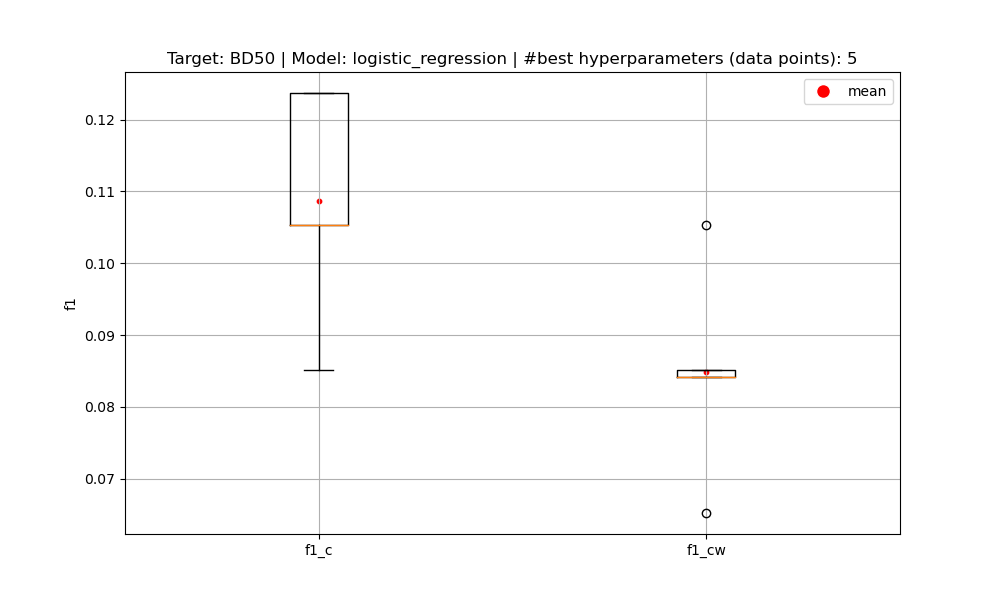 Target: BD50 | Model: logistic_regression | #best hyperparameters (data points): 5
mean
0.12
0.11
0.10
0.09
0.08
0.07
f1
f1_c
f1_cw